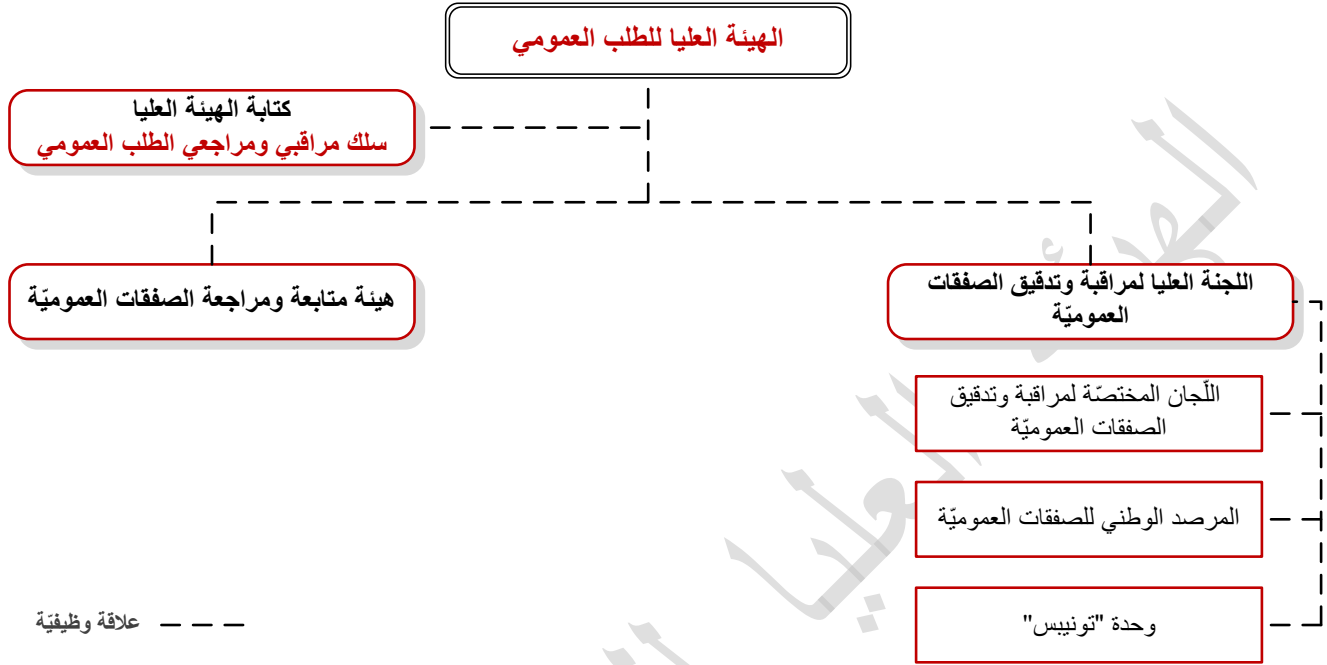 الهيئة العليا للطلب العمومي
كتابة الهيئة العليا
سلك مراقبي ومراجعي الطلب العمومي
اللجنة العليا لمراقبة وتدقيق الصفقات
العموميّة
هيئة متابعة ومراجعة الصفقات العموميّة
اللّجان المختصّة لمراقبة وتدقيق
الصفقات العموميّة
المرصد الوطني للصفقات العموميّة
وحدة "تونيبس"
علاقة وظيفيّة